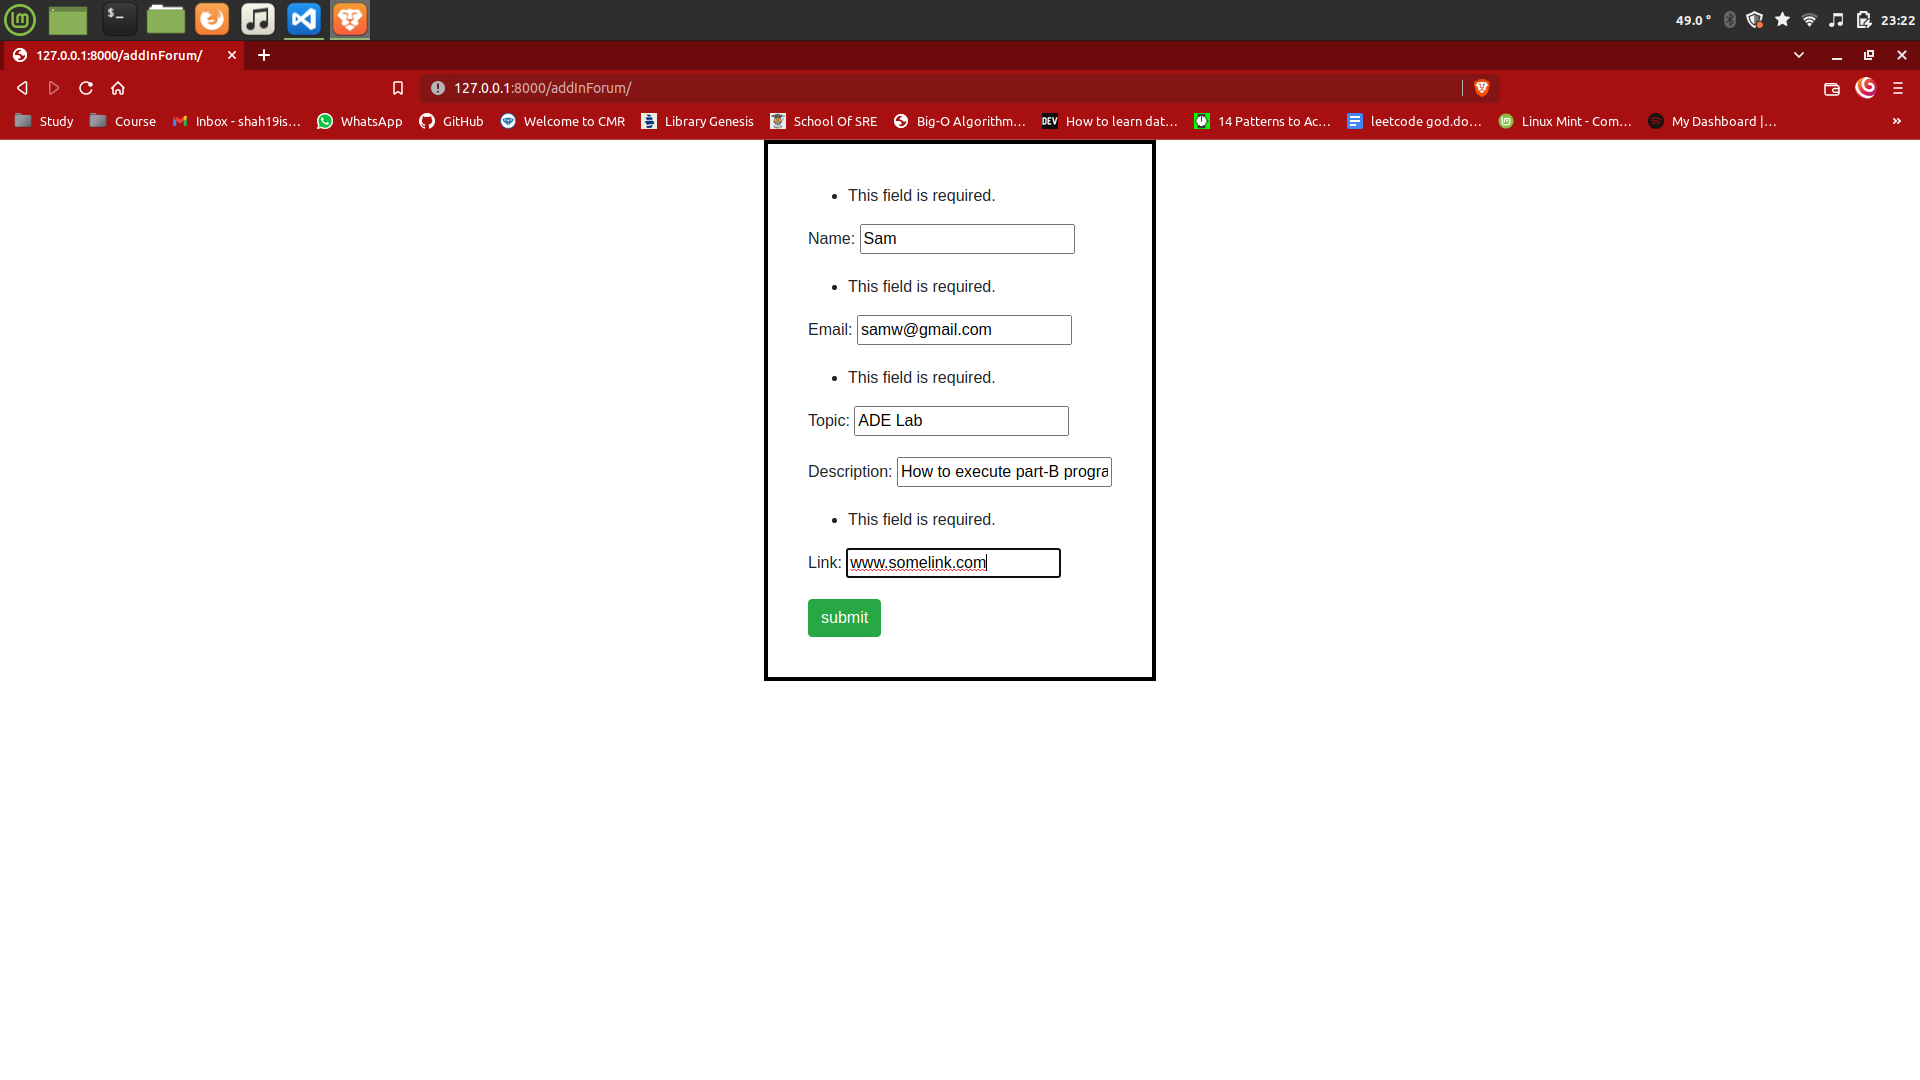 49.0 °
23:22
127.0.0.1:8000/addInForum/
127.0.0.1:8000/addInForum/
Study Course Inbox - shah19is... WhatsApp GitHub Welcome to CMR Library Genesis School Of SRE Big-O Algorithm... DEV How to learn dat... 14 Patterns to Ac... leetcode god.do... Linux Mint - Com... My Dashboard |... »
• This field is required.
Name: Sam
• This field is required.
Email: samw@gmail.com
• This field is required.
Topic: ADE Lab
Description: How to execute part-B progra
• This field is required.
Link: www.somelink.com
submit